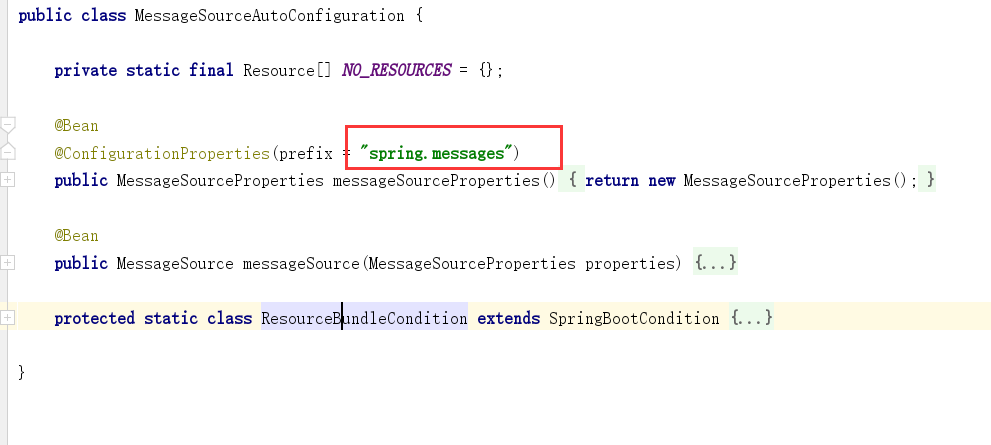 public class MessageSourceAutoConfiguration {
private static final Resource[] NO_RESOURCES = {};
@Bean
@ConfigurationProperties(prefix = "spring.messages")
public MessageSourceProperties messageSourceProperties() { return new MessageSourceProperties(); }
@Bean
public MessageSource messageSource(MessageSourceProperties properties) {...}
protected static class ResourceBundleCondition extends SpringBootCondition {...}
}